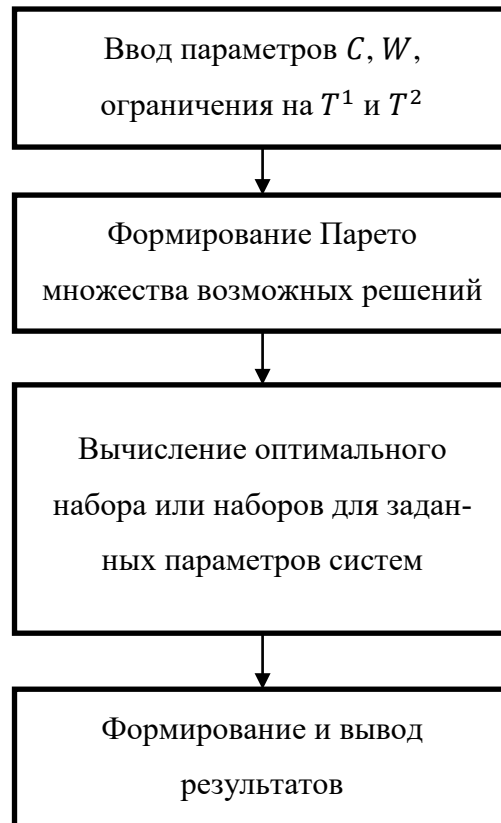 Ввод параметров C, W,
ограничения на T¹ и T²
Формирование Парето
множества возможных решений
Вычисление оптимального
набора или наборов для задан-
ных параметров систем
Формирование и вывод
результатов